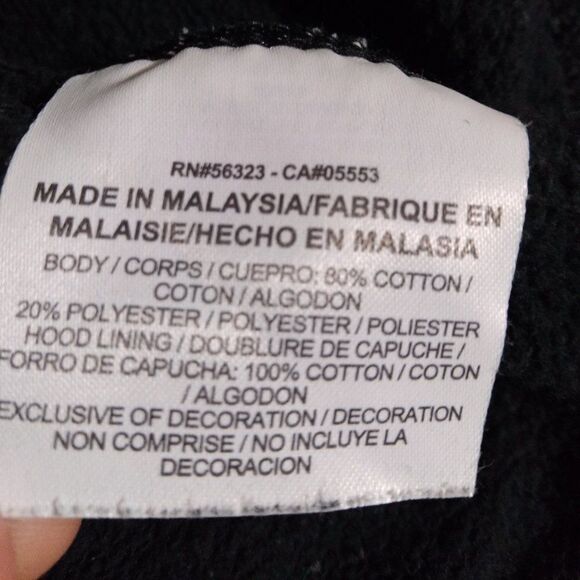 RN#56323 - CA#05553
MADE IN MALAYSIA/FABRIQUE EN
MALAISIE/HECHO EN MALASIA
BODY / CORPS / CUEPRO: 80% COTTON /
COTON / ALGODON
20% POLYESTER / POLYESTER / POLIESTER
HOOD LINING / DOUBLURE DE CAPUCHE /
FORRO DE CAPUCHA: 100% COTTON / COTON
/ ALGODON
EXCLUSIVE OF DECORATION / DECORATION
NON COMPRISE / NO INCLUYE LA
DECORACION